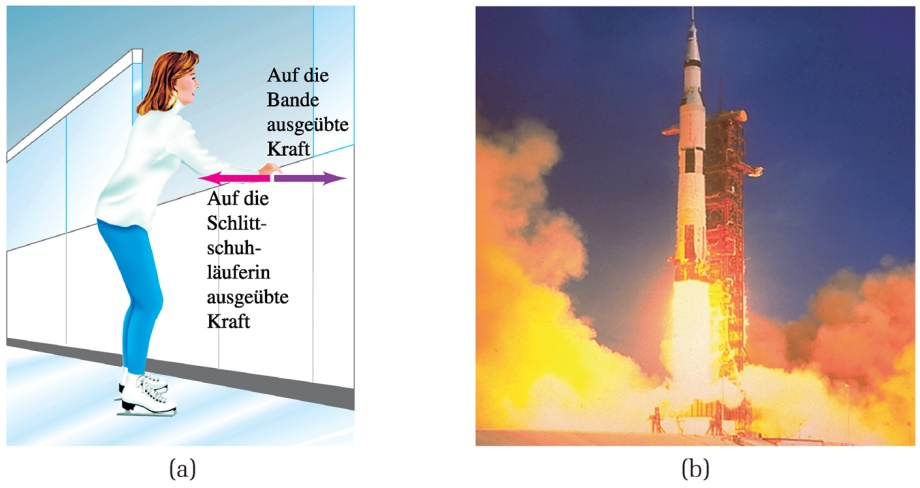 Auf die
Bande
ausgeübte
Kraft
Auf die
Schlitt-
schuh-
läuferin
ausgeübte
Kraft
(a)
(b)